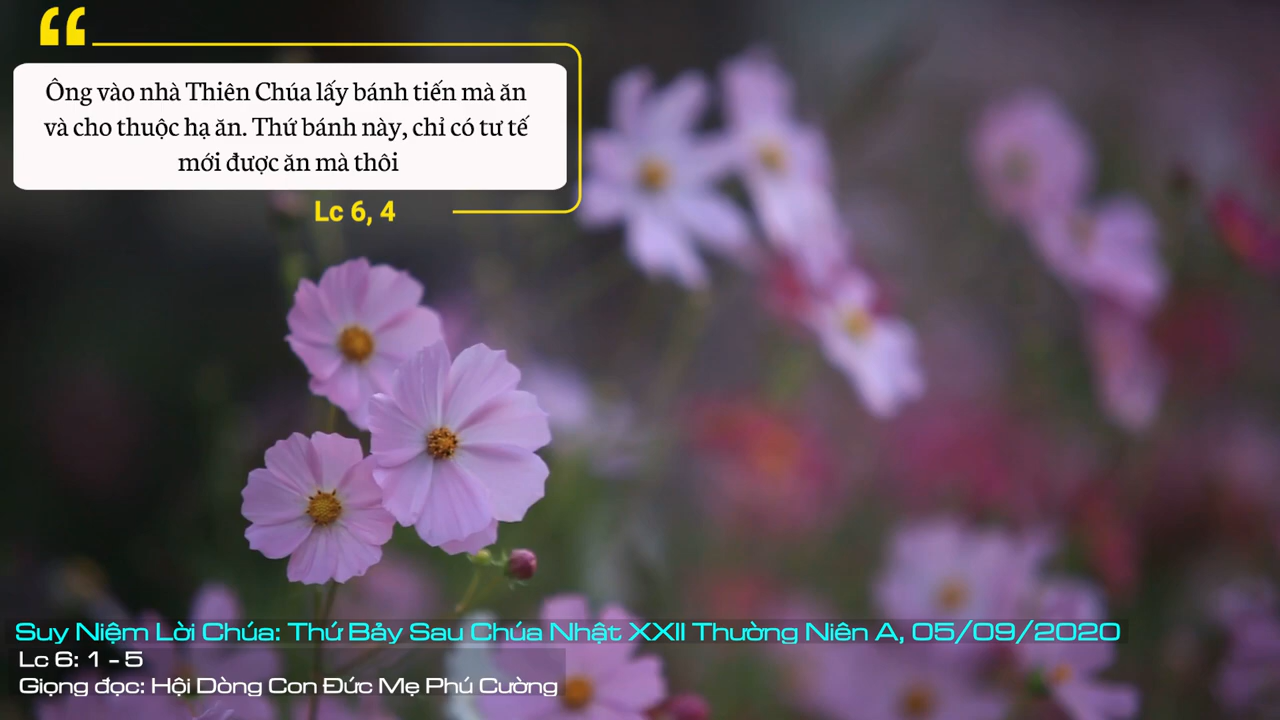 “
Ông vào nhà Thiên Chúa lấy bánh tiến mà ăn
và cho thuộc hạ ăn. Thứ bánh này, chỉ có tư tế
mới được ăn mà thôi
Lc 6, 4
Suy Niệm Lời Chúa: Thứ Bảy Sau Chúa Nhật XXII Thường Niên A, 05/09/2020
Lc 6: 1 - 5
Giọng đọc: Hội Dòng Con Đức Mẹ Phú Cường